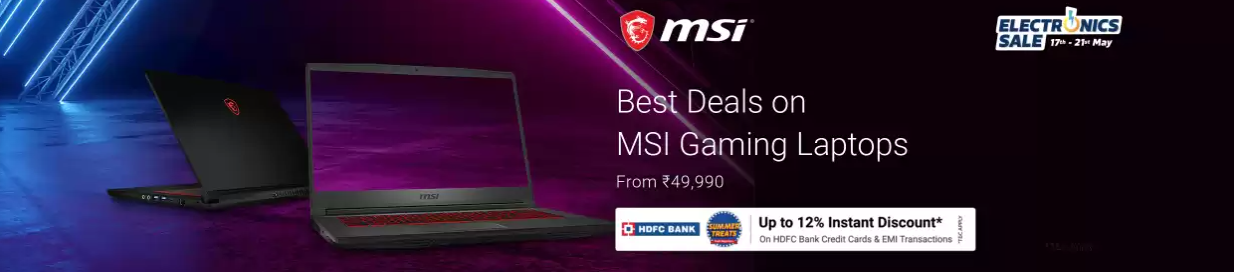 msi
ELECTRONICS
SALE 17th - 21st May
Best Deals on
MSI Gaming Laptops
From ₹49,990
HDFC BANK
SUMMER
TREATS
Up to 12% Instant Discount*
On HDFC Bank Credit Cards & EMI Transactions
*T&C APPLY
msi